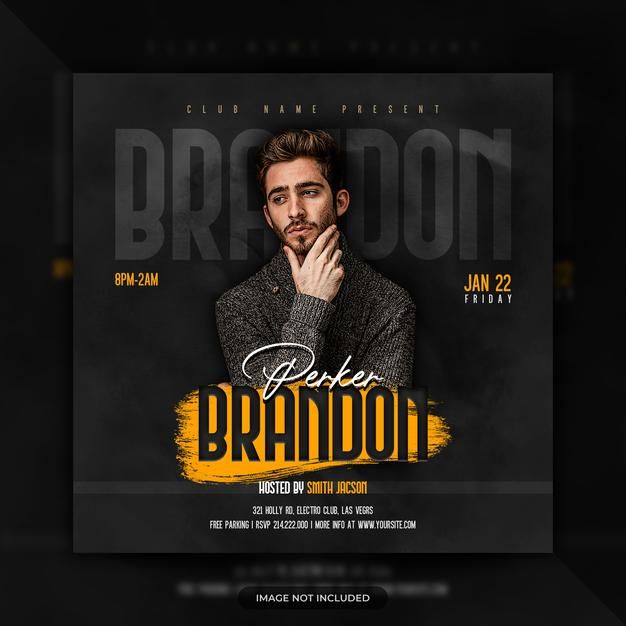 CLUB NAME PRESENT
BRANDON
8PM-2AM
JAN 22
FRIDAY
Perker
BRANDON
HOSTED BY SMITH JACSON
321 HOLLY RD, ELECTRO CLUB, LAS VEGRS
FREE PARKING | RSVP 214.222.000 | MORE INFO AT WWW.YOURSITE.COM
IMAGE NOT INCLUDED